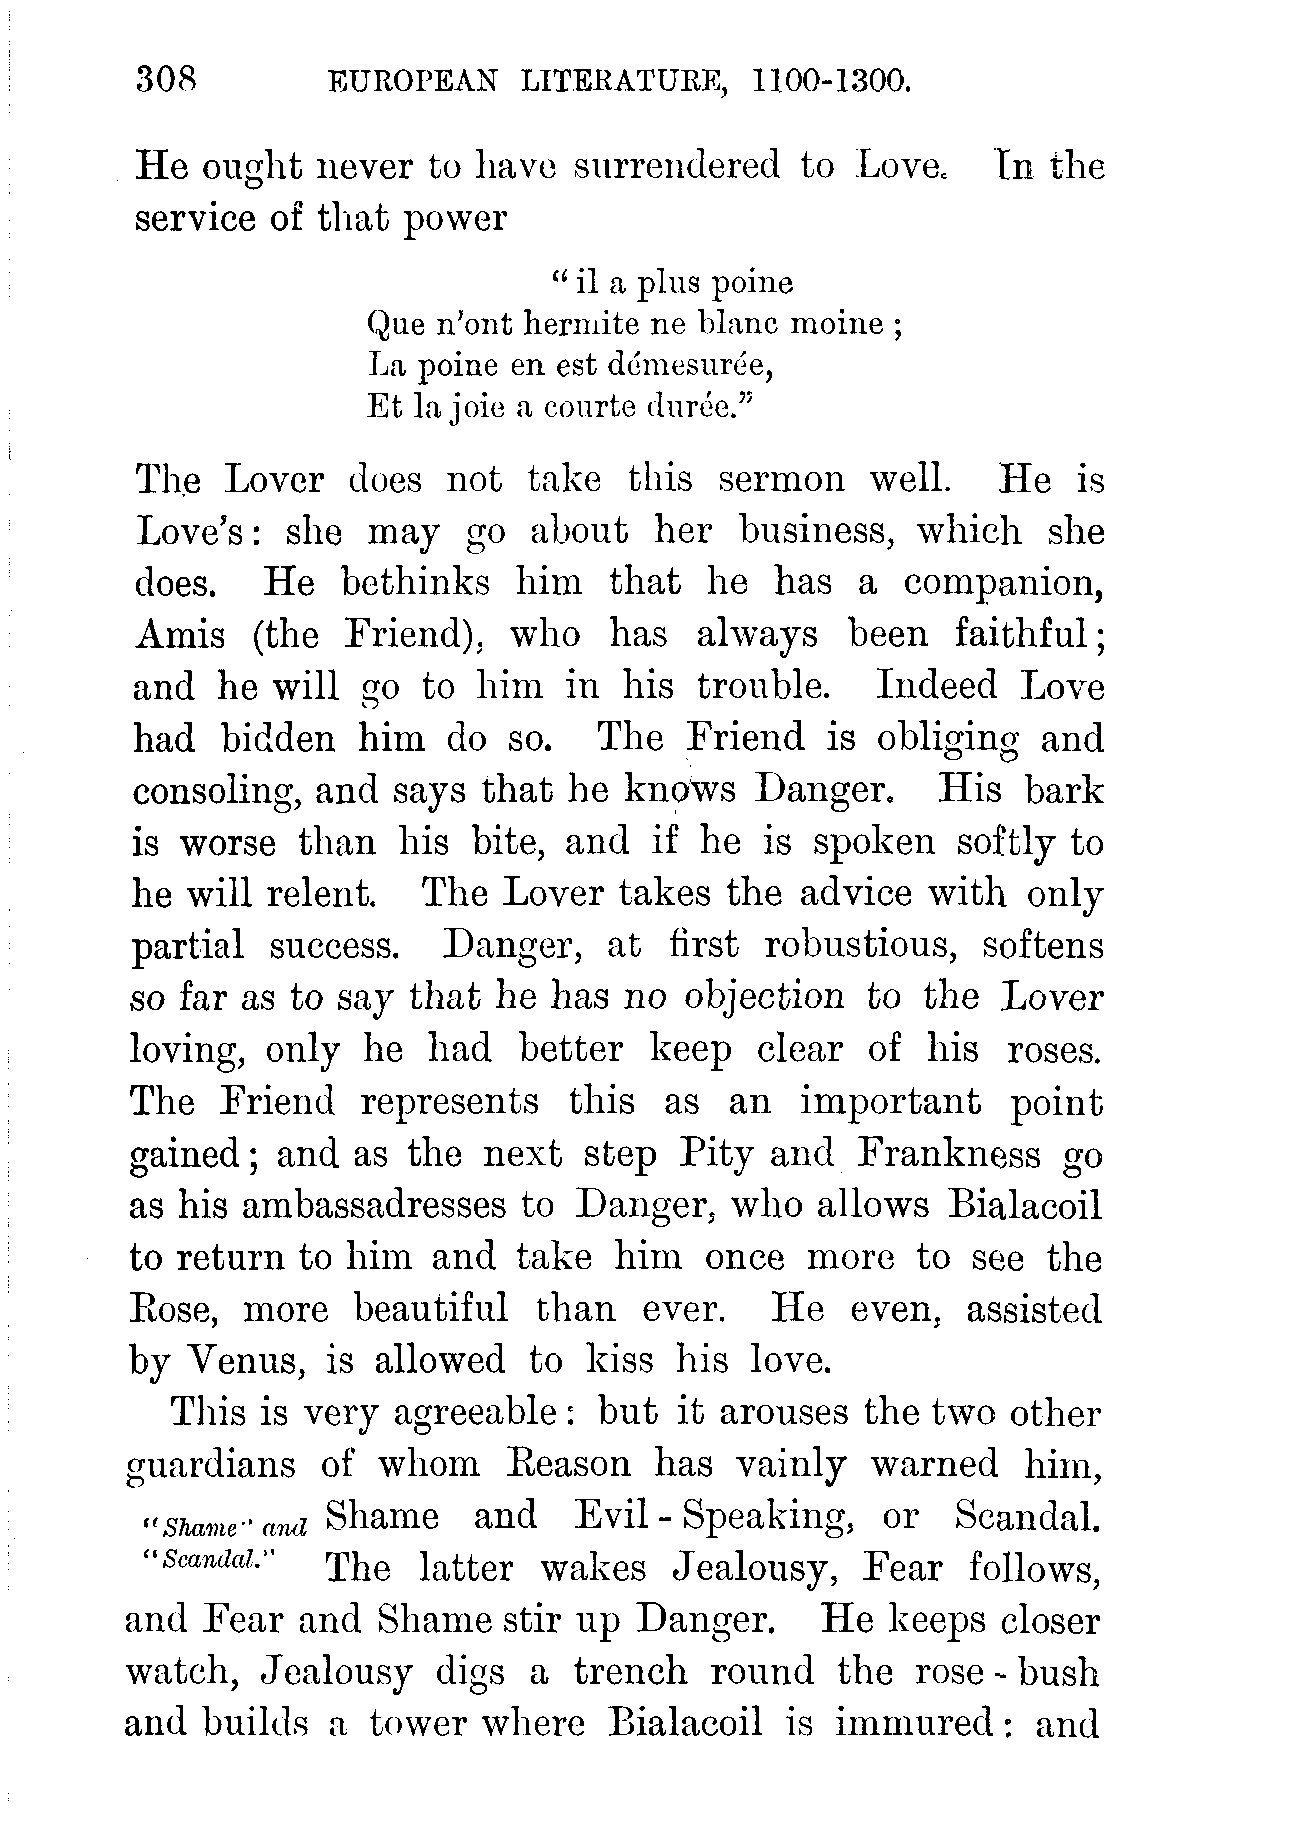 308 EUROPEAN LITERATURE, 1100-1300.
He ought never to have surrendered to Love. In the
service of that power
“il a plus poine
Que n'ont hermite ne blanc moine ;
La poine en est démesurée,
Et la joie a courte durée.”
The Lover does not take this sermon well. He is
Love's: she may go about her business, which she
does. He bethinks him that he has a companion,
Amis (the Friend), who has always been faithful;
and he will go to him in his trouble. Indeed Love
had bidden him do so. The Friend is obliging and
consoling, and says that he knows Danger. His bark
is worse than his bite, and if he is spoken softly to
he will relent. The Lover takes the advice with only
partial success. Danger, at first robustious, softens
so far as to say that he has no objection to the Lover
loving, only he had better keep clear of his roses.
The Friend represents this as an important point
gained; and as the next step Pity and Frankness go
as his ambassadresses to Danger, who allows Bialacoil
to return to him and take him once more to see the
Rose, more beautiful than ever. He even, assisted
by Venus, is allowed to kiss his love.
This is very agreeable: but it arouses the two other
guardians of whom Reason has vainly warned him,
“Shame” and Shame and Evil-Speaking, or Scandal.
“Scandal.” The latter wakes Jealousy, Fear follows,
and Fear and Shame stir up Danger. He keeps closer
watch, Jealousy digs a trench round the rose-bush
and builds a tower where Bialacoil is immured: and